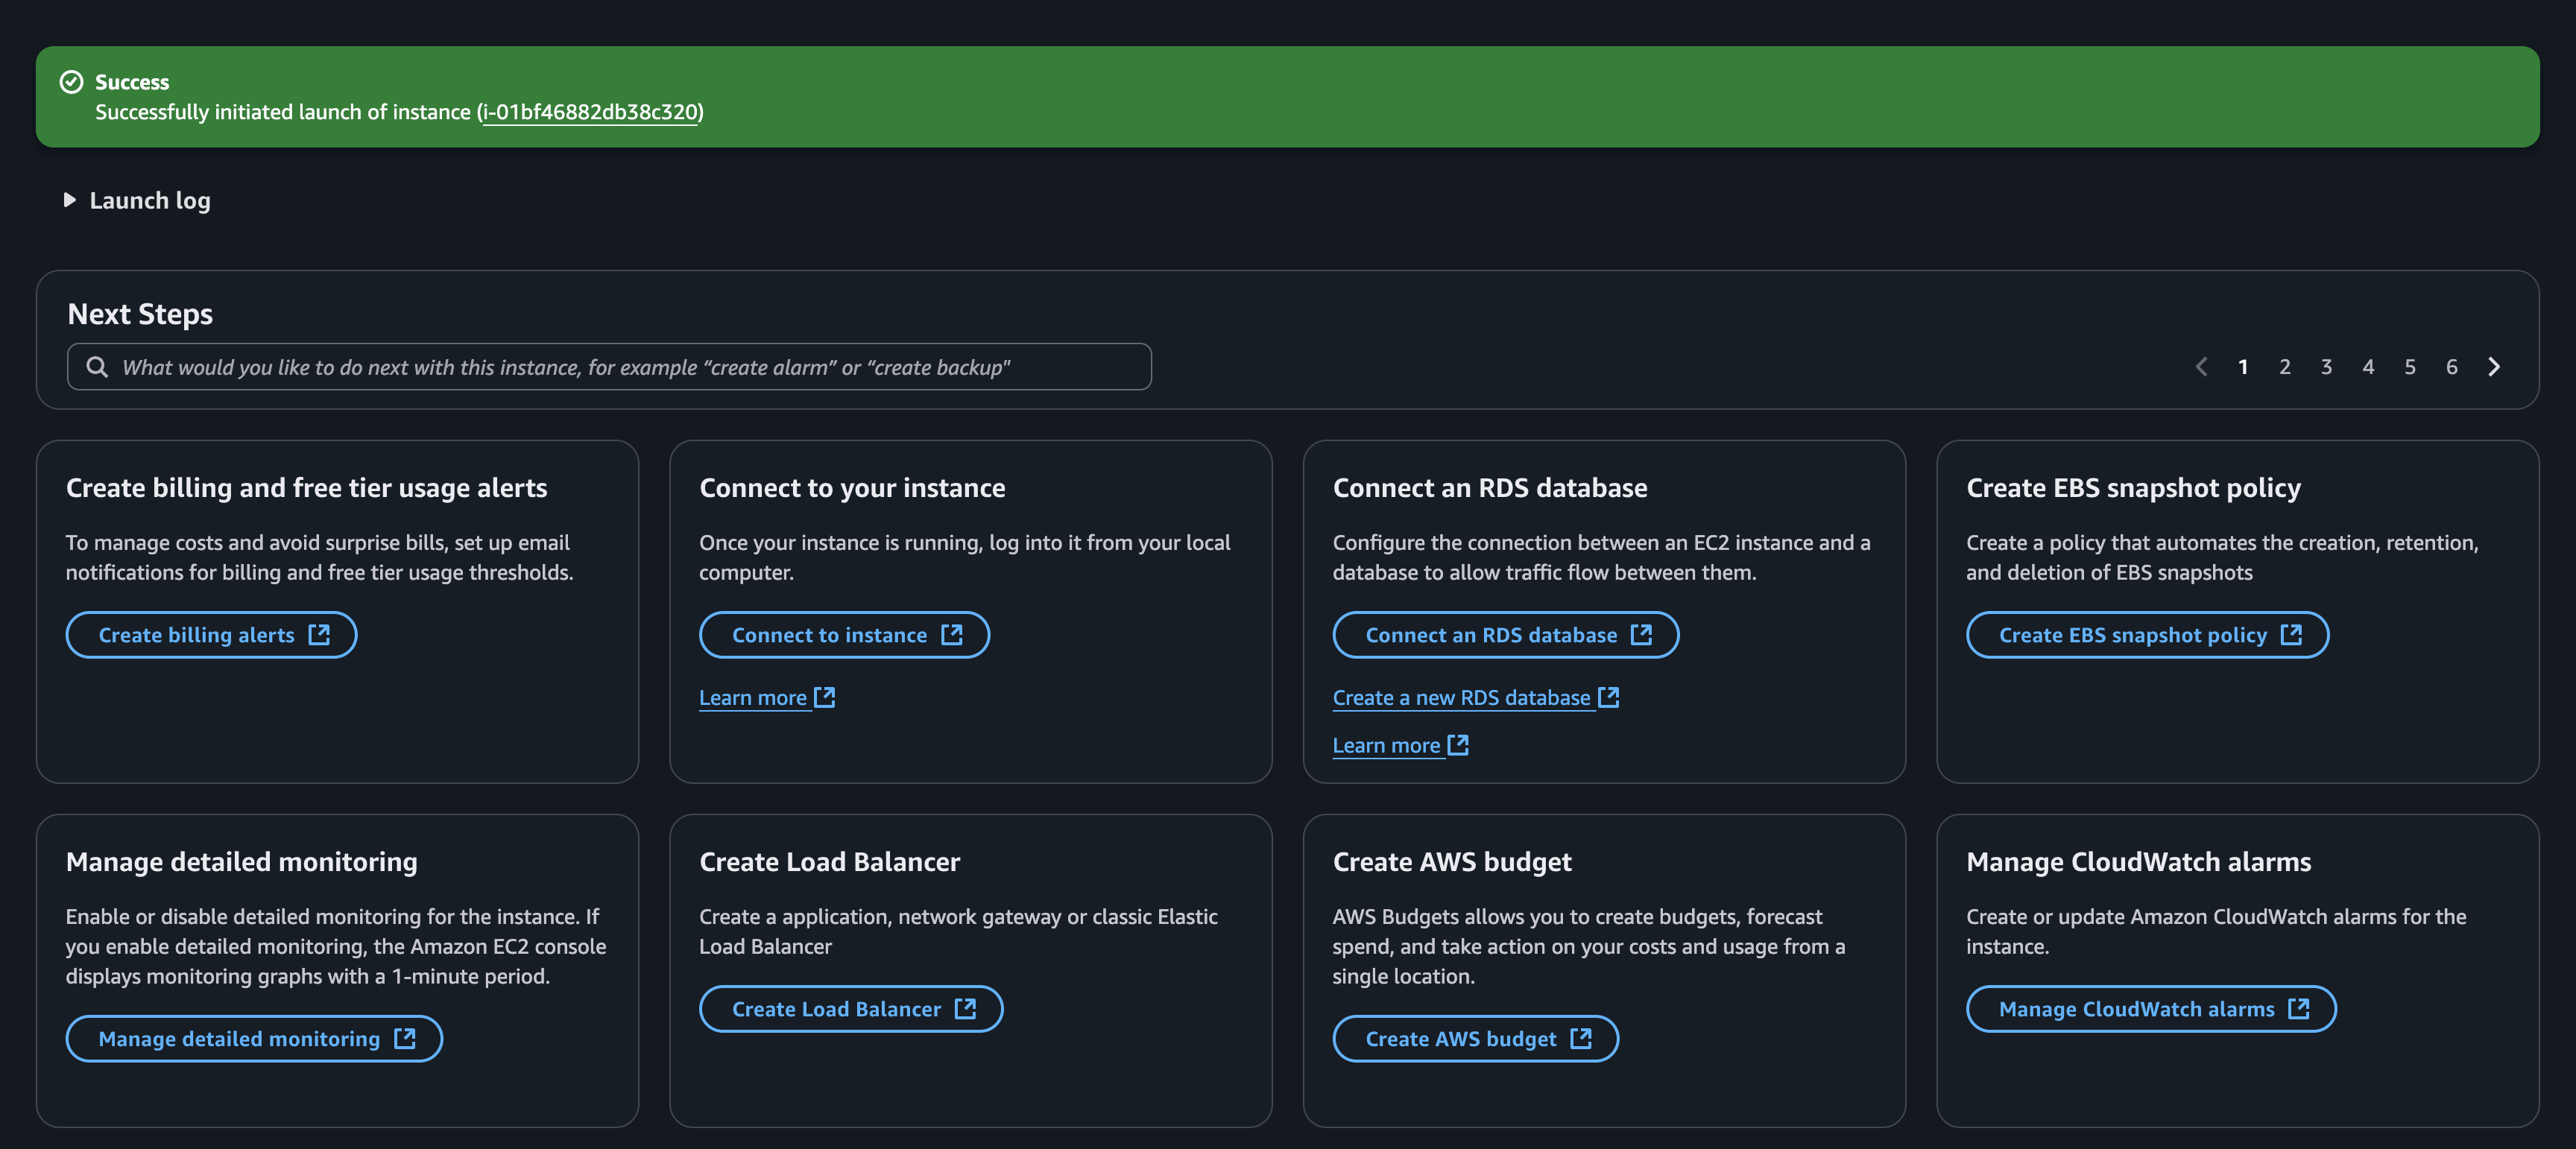 Success
Successfully initiated launch of instance (i-01bf46882db38c320)
Launch log
Next Steps
What would you like to do next with this instance, for example “create alarm” or “create backup"
1 2 3 4 5 6
Create billing and free tier usage alerts
To manage costs and avoid surprise bills, set up email
notifications for billing and free tier usage thresholds.
Create billing alerts
Connect to your instance
Once your instance is running, log into it from your local
computer.
Connect to instance
Learn more
Connect an RDS database
Configure the connection between an EC2 instance and a
database to allow traffic flow between them.
Connect an RDS database
Create a new RDS database
Learn more
Create EBS snapshot policy
Create a policy that automates the creation, retention,
and deletion of EBS snapshots
Create EBS snapshot policy
Manage detailed monitoring
Enable or disable detailed monitoring for the instance. If
you enable detailed monitoring, the Amazon EC2 console
displays monitoring graphs with a 1-minute period.
Manage detailed monitoring
Create Load Balancer
Create a application, network gateway or classic Elastic
Load Balancer
Create Load Balancer
Create AWS budget
AWS Budgets allows you to create budgets, forecast
spend, and take action on your costs and usage from a
single location.
Create AWS budget
Manage CloudWatch alarms
Create or update Amazon CloudWatch alarms for the
instance.
Manage CloudWatch alarms